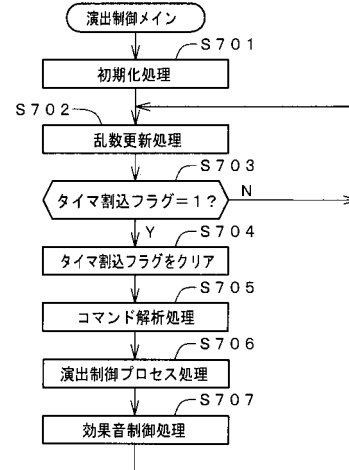 演出制御メイン
S701
初期化処理
S702
乱数更新処理
S703
タイマ割込フラグ=1?
N
Y
S704
タイマ割込フラグをクリア
S705
コマンド解析処理
S706
演出制御プロセス処理
S707
効果音制御処理